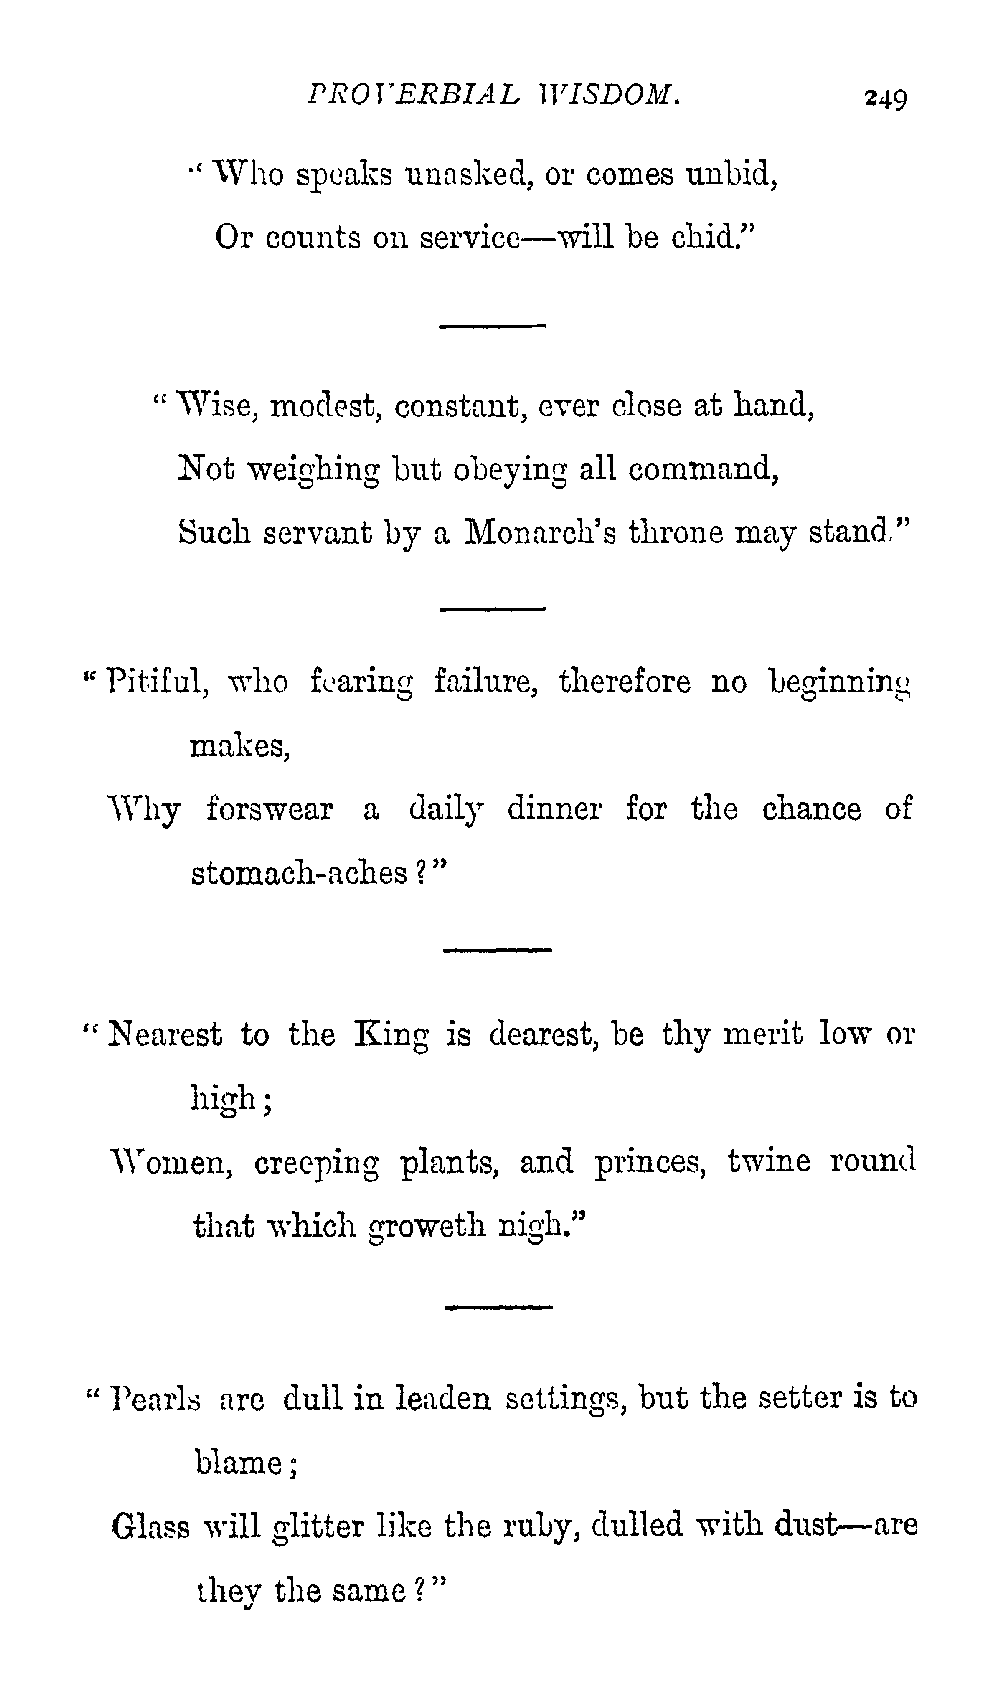 PROVERBIAL WISDOM. 249
“Who speaks unasked, or comes unbid,
Or counts on service—will be chid.”
“Wise, modest, constant, ever close at hand,
Not weighing but obeying all command,
Such servant by a Monarch’s throne may stand.”
“Pitiful, who fearing failure, therefore no beginning
makes,
Why forswear a daily dinner for the chance of
stomach-aches?”
“Nearest to the King is dearest, be thy merit low or
high;
Women, creeping plants, and princes, twine round
that which groweth nigh.”
“Pearls are dull in leaden settings, but the setter is to
blame;
Glass will glitter like the ruby, dulled with dust—are
they the same?”